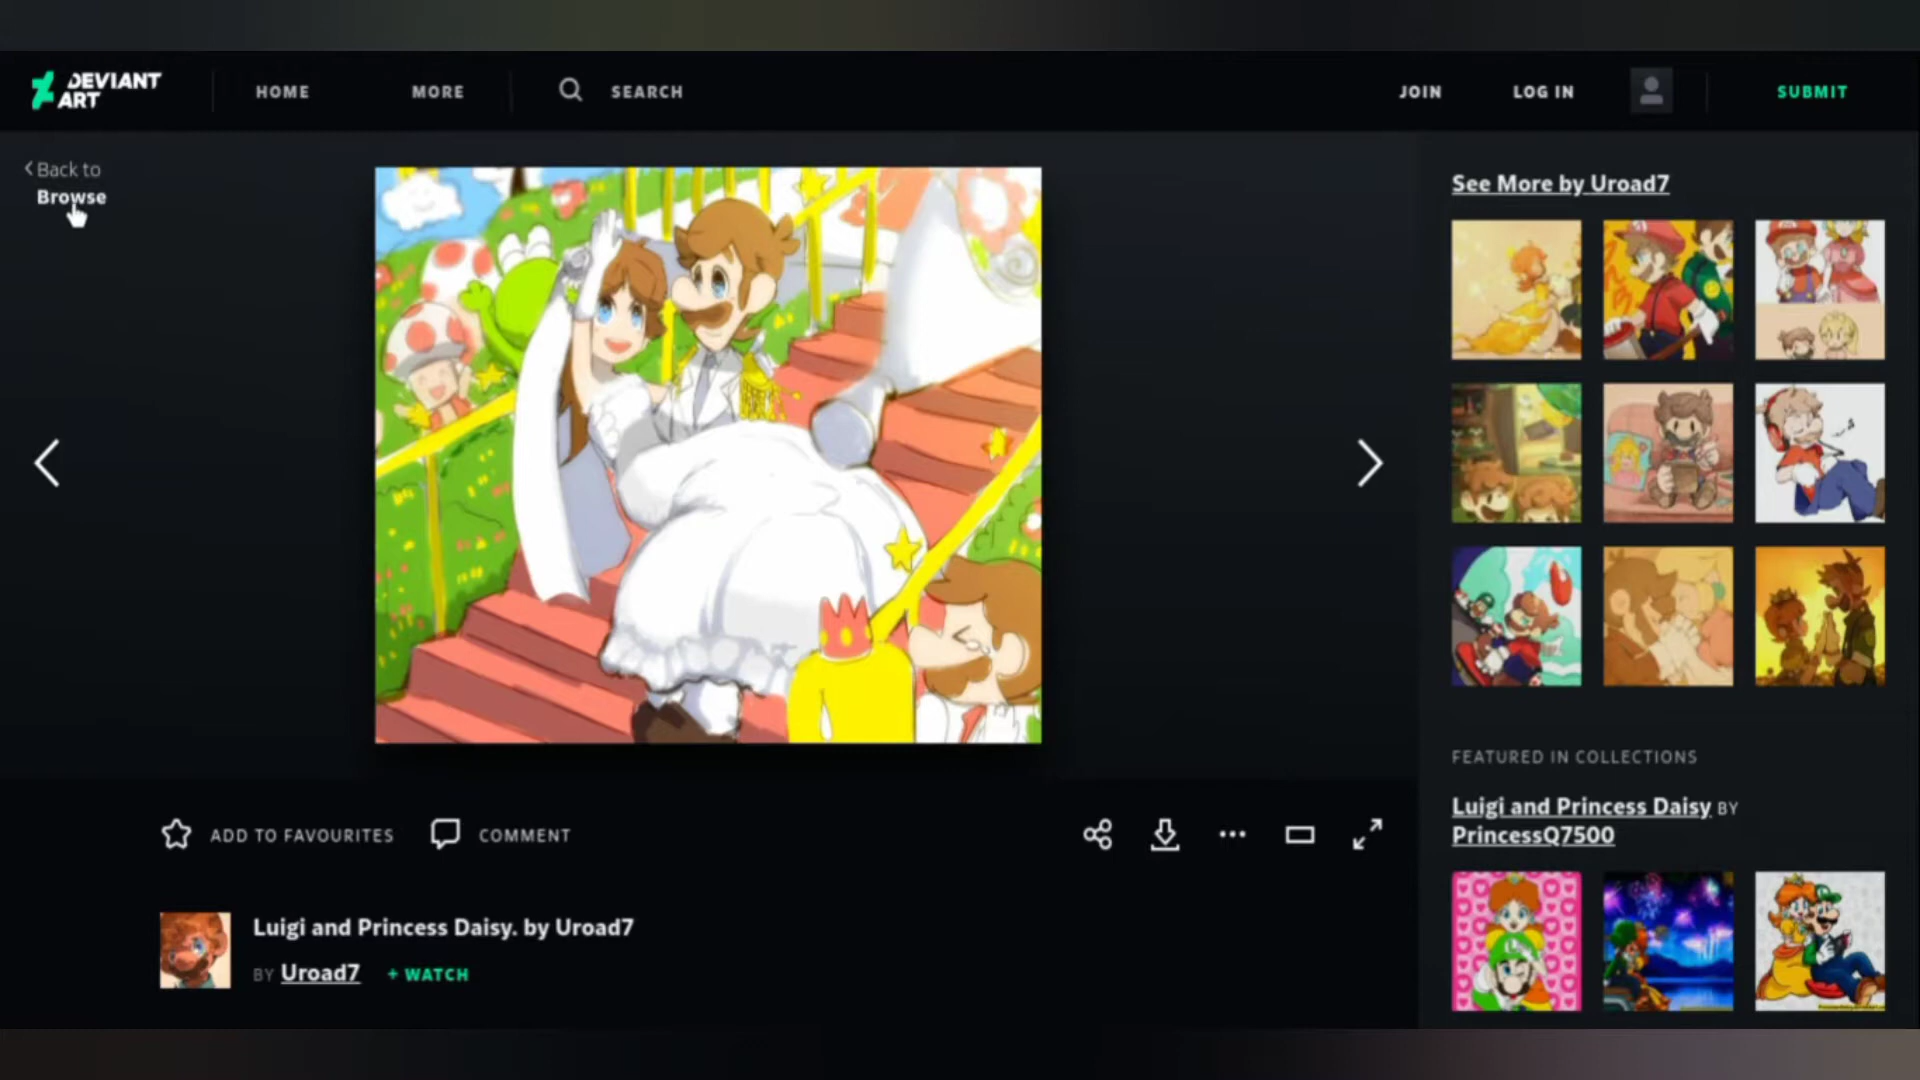 DEVIANT
ART
HOME
MORE
SEARCH
JOIN
LOG IN
SUBMIT
Back to
Browse
See More by Uroad7
FEATURED IN COLLECTIONS
Luigi and Princess Daisy BY
PrincessQ7500
ADD TO FAVOURITES
COMMENT
Luigi and Princess Daisy. by Uroad7
BY Uroad7 + WATCH